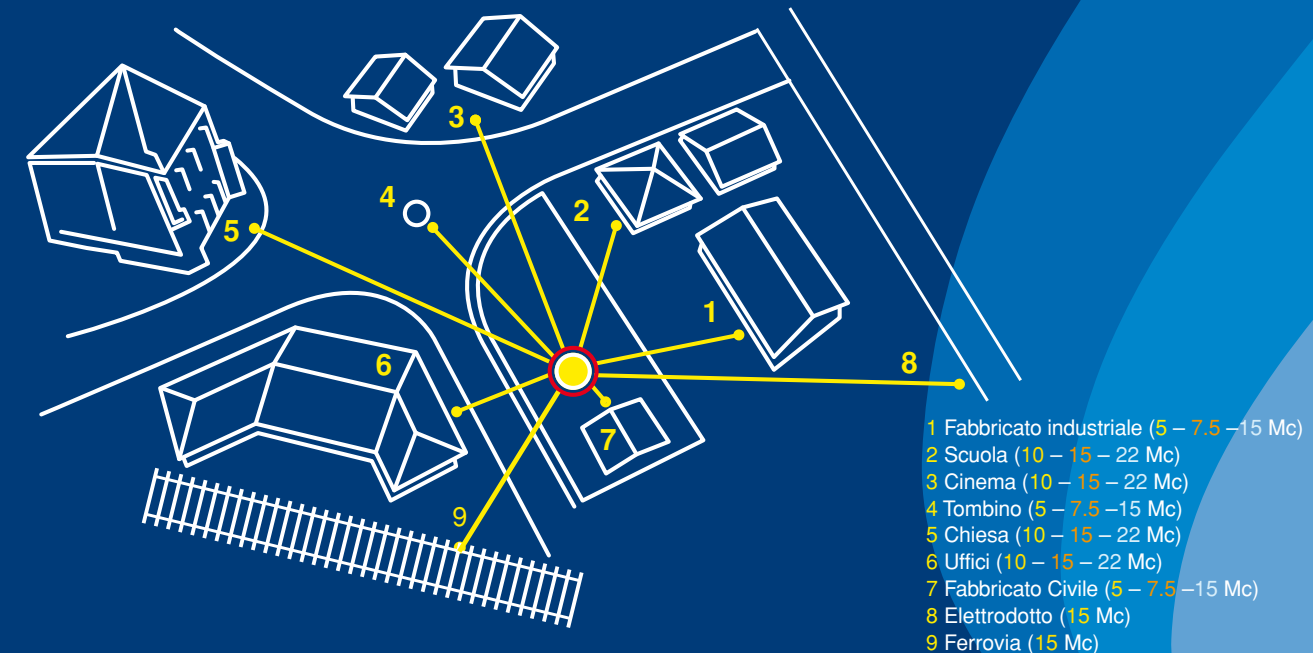 3
4
2
5
1
6
8
7
9
1 Fabbricato industriale (5 – 7.5 –15 Mc)
2 Scuola (10 – 15 – 22 Mc)
3 Cinema (10 – 15 – 22 Mc)
4 Tombino (5 – 7.5 –15 Mc)
5 Chiesa (10 – 15 – 22 Mc)
6 Uffici (10 – 15 – 22 Mc)
7 Fabbricato Civile (5 – 7.5 –15 Mc)
8 Elettrodotto (15 Mc)
9 Ferrovia (15 Mc)